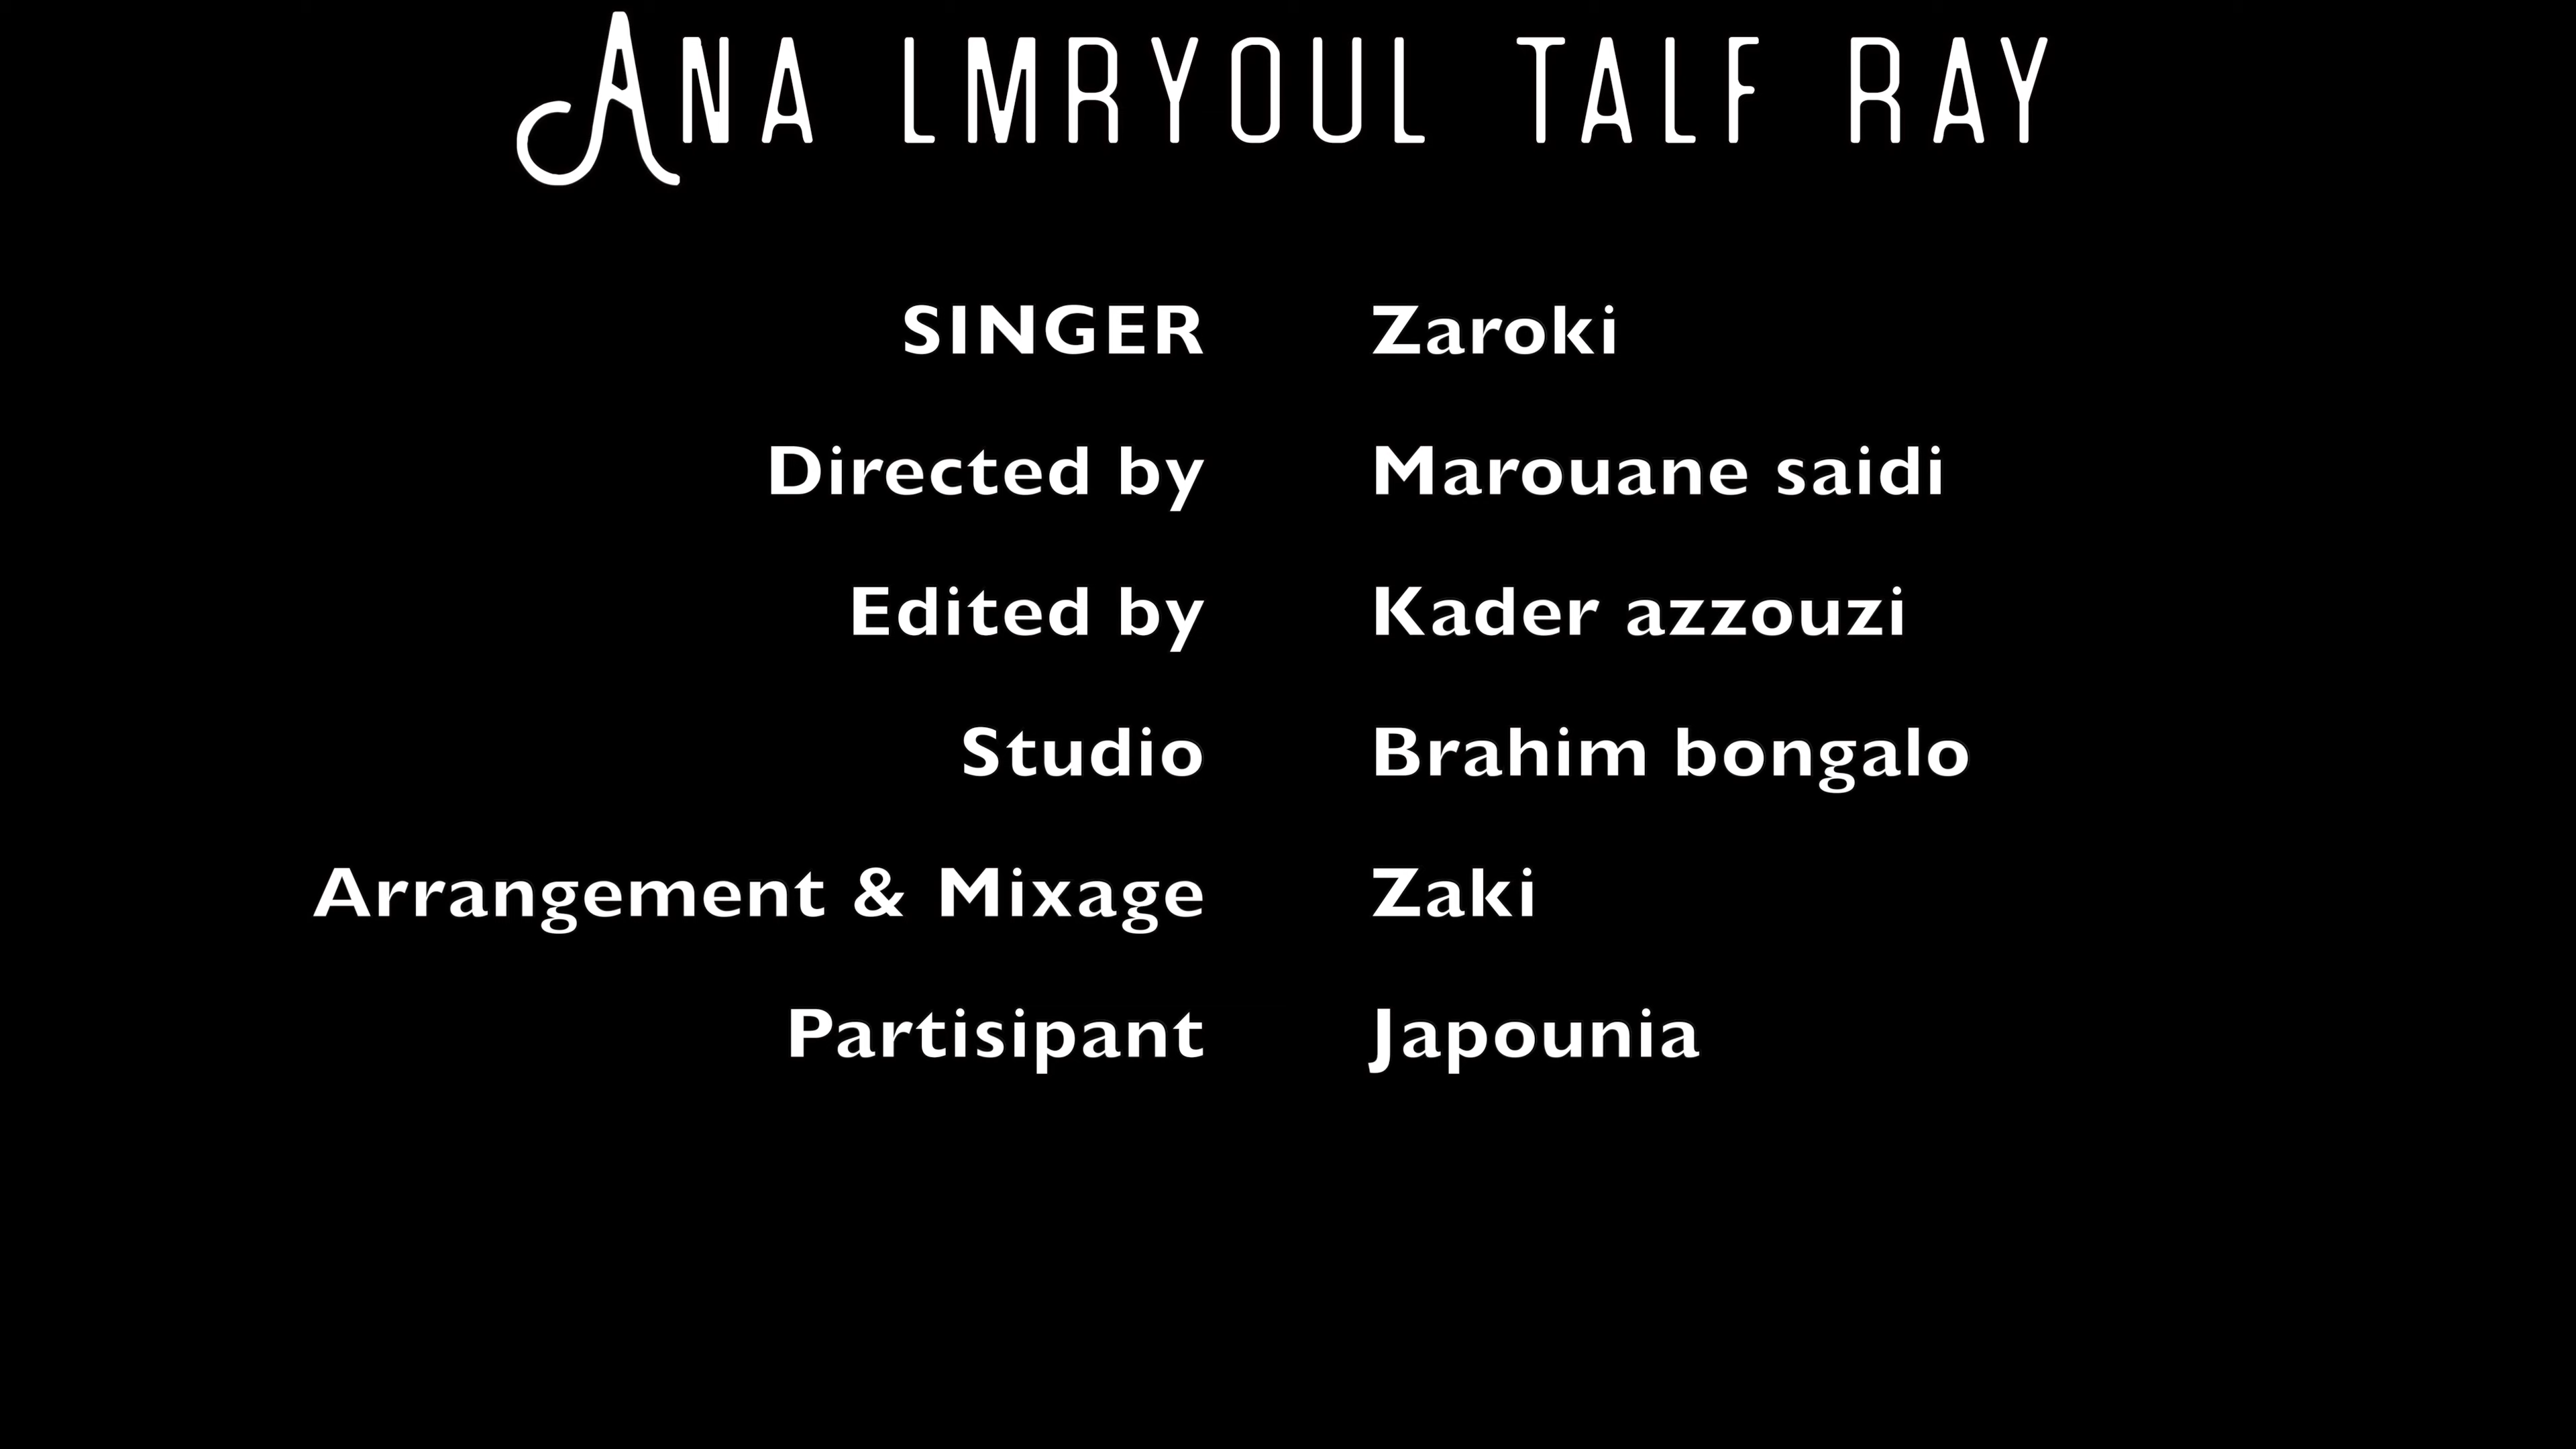 Ana lmryoul talf ray
SINGER Zaroki
Directed by Marouane saidi
Edited by Kader azzouzi
Studio Brahim bongalo
Arrangement & Mixage Zaki
Partisipant Japounia